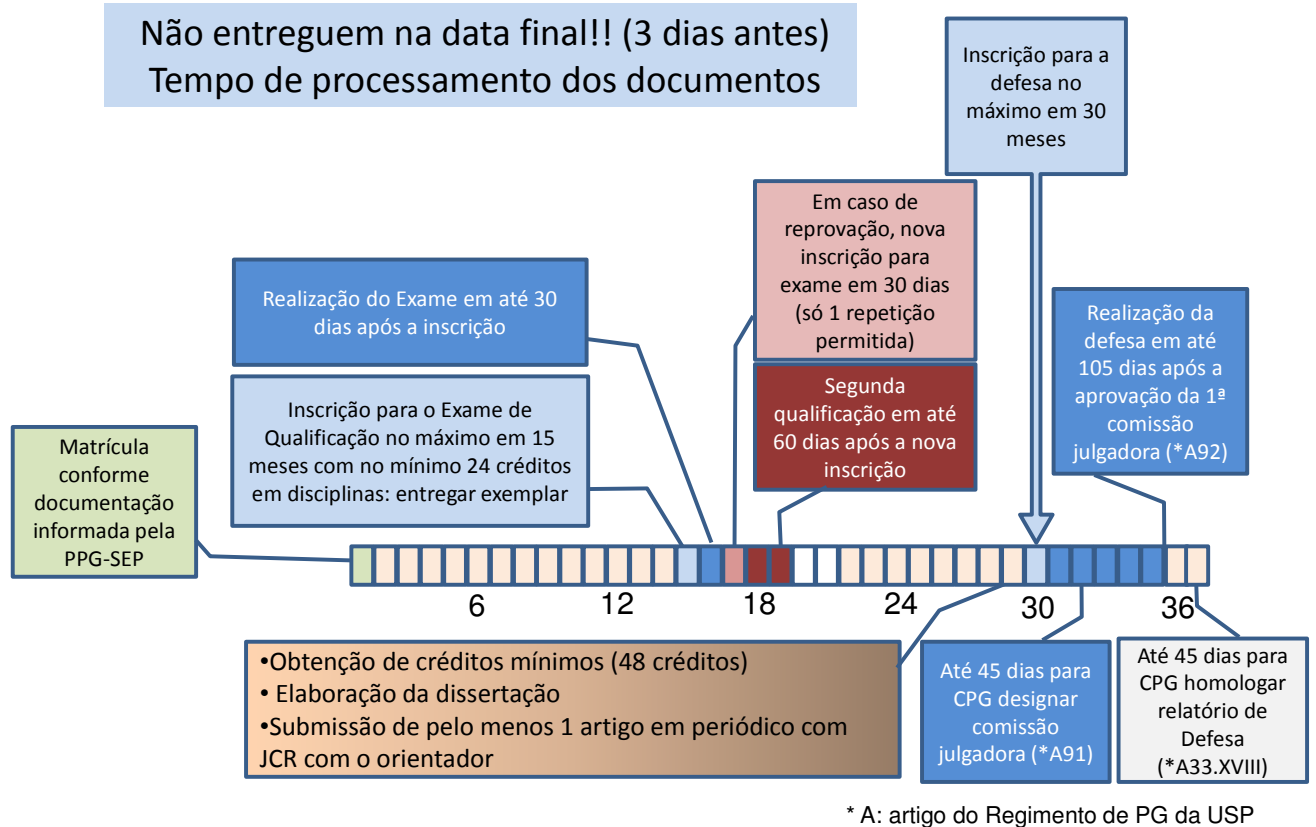 Não entreguem na data final!! (3 dias antes)
Tempo de processamento dos documentos
Inscrição para a
defesa no
máximo em 30
meses
Em caso de
reprovação, nova
inscrição para
exame em 30 dias
(só 1 repetição
permitida)
Realização do Exame em até 30
dias após a inscrição
Realização da
defesa em até
105 dias após a
aprovação da 1ª
comissão
julgadora (*A92)
Segunda
qualificação em até
60 dias após a nova
inscrição
Inscrição para o Exame de
Qualificação no máximo em 15
meses com no mínimo 24 créditos
em disciplinas: entregar exemplar
Matrícula
conforme
documentação
informada pela
PPG-SEP
6 12 18 24 30 36
•Obtenção de créditos mínimos (48 créditos)
• Elaboração da dissertação
•Submissão de pelo menos 1 artigo em periódico com
JCR com o orientador
Até 45 dias para
CPG designar
comissão
julgadora (*A91)
Até 45 dias para
CPG homologar
relatório de
Defesa
(*A33.XVIII)
* A: artigo do Regimento de PG da USP